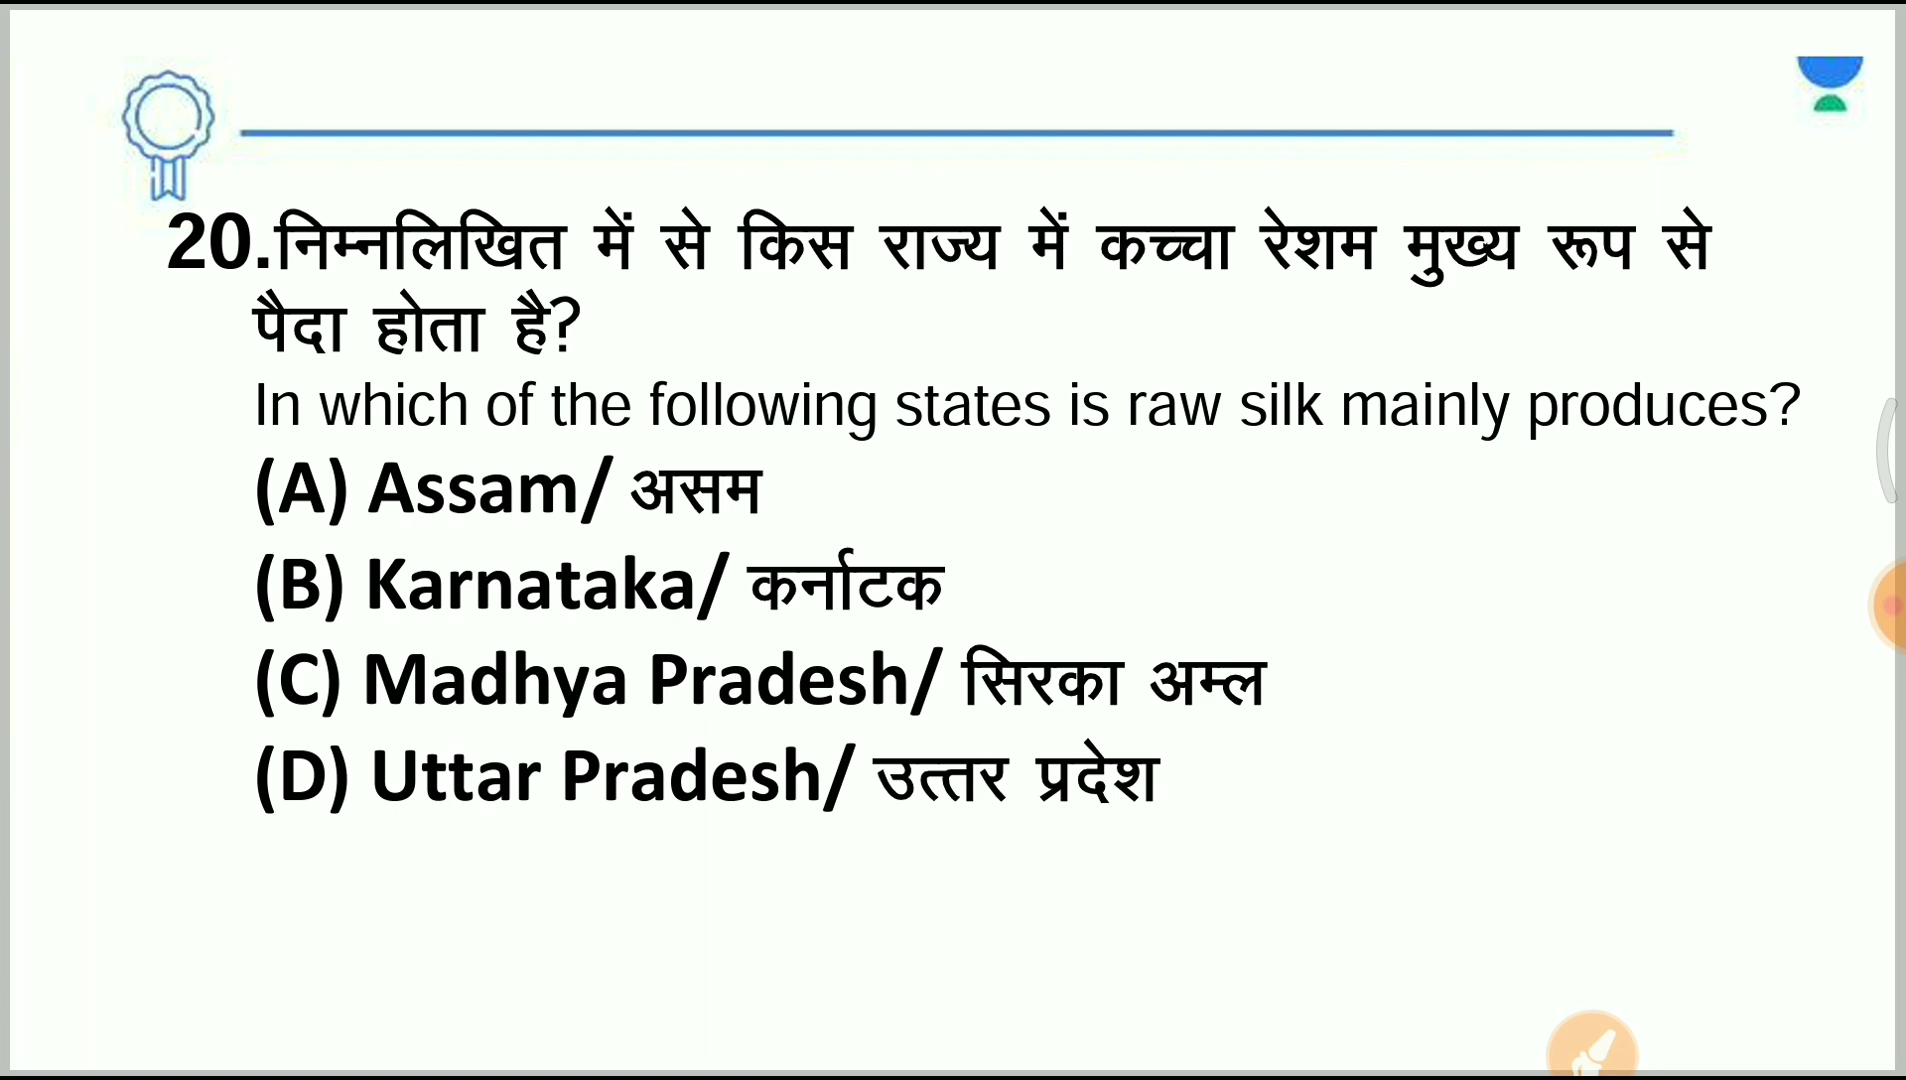 20.निम्नलिखित में से किस राज्य में कच्चा रेशम मुख्य रूप से
पैदा होता है?
In which of the following states is raw silk mainly produces?
(A) Assam/ असम
(B) Karnataka/ कर्नाटक
(C) Madhya Pradesh/ सिरका अम्ल
(D) Uttar Pradesh/ उत्तर प्रदेश